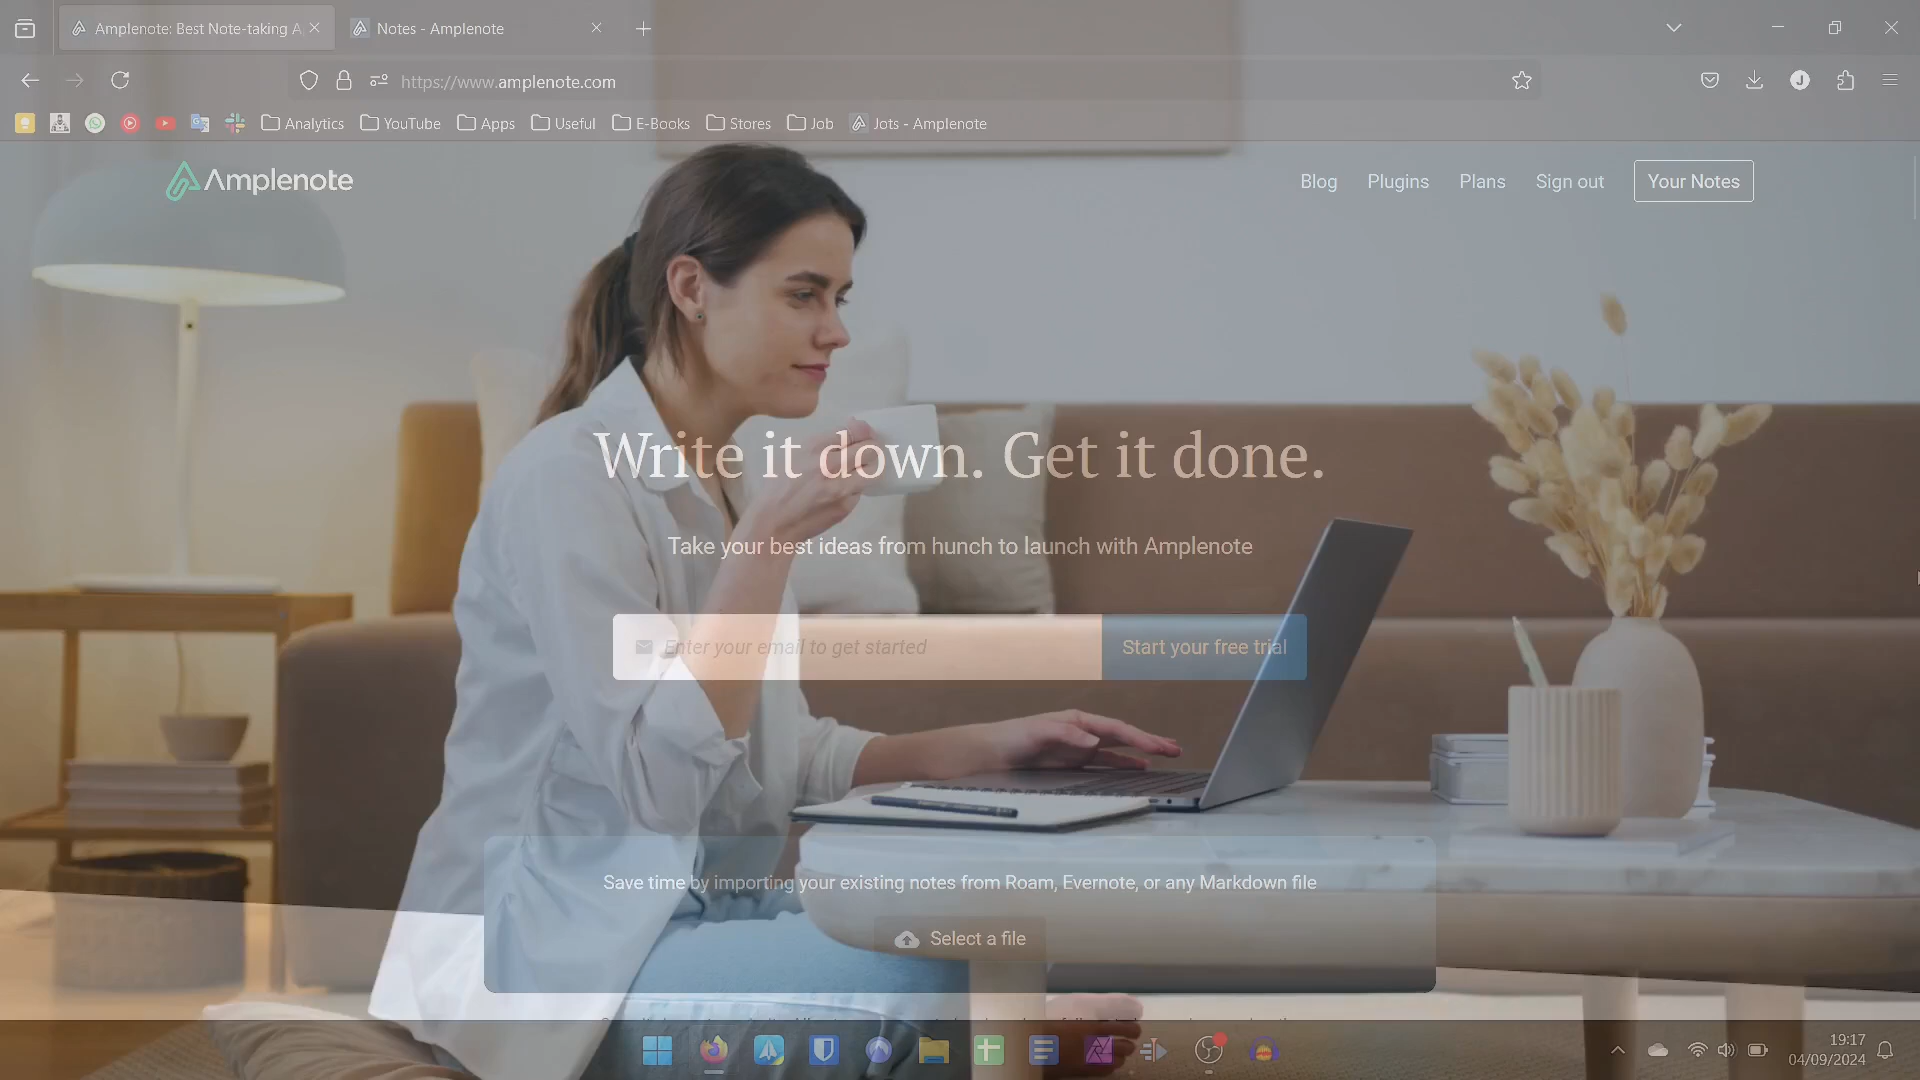 Amplenote: Best Note-taking A
Notes - Amplenote
https://www.amplenote.com
Analytics
YouTube
Apps
Useful
E-Books
Stores
Job
Jots - Amplenote
Amplenote
Blog
Plugins
Plans
Sign out
Your Notes
Write it down. Get it done.
Take your best ideas from hunch to launch with Amplenote
Enter your email to get started
Start your free trial
Save time by importing your existing notes from Roam, Evernote, or any Markdown file
Select a file
19:17
04/09/2024